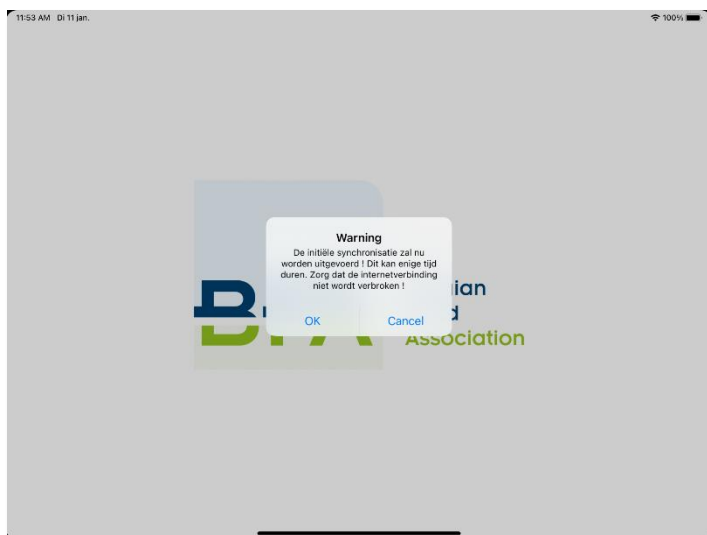 11:53 AM Di 11 jan.
100%
Warning
De initiële synchronisatie zal nu
worden uitgevoerd ! Dit kan enige tijd
duren. Zorg dat de internetverbinding
niet wordt verbroken !
OK
Cancel
Association